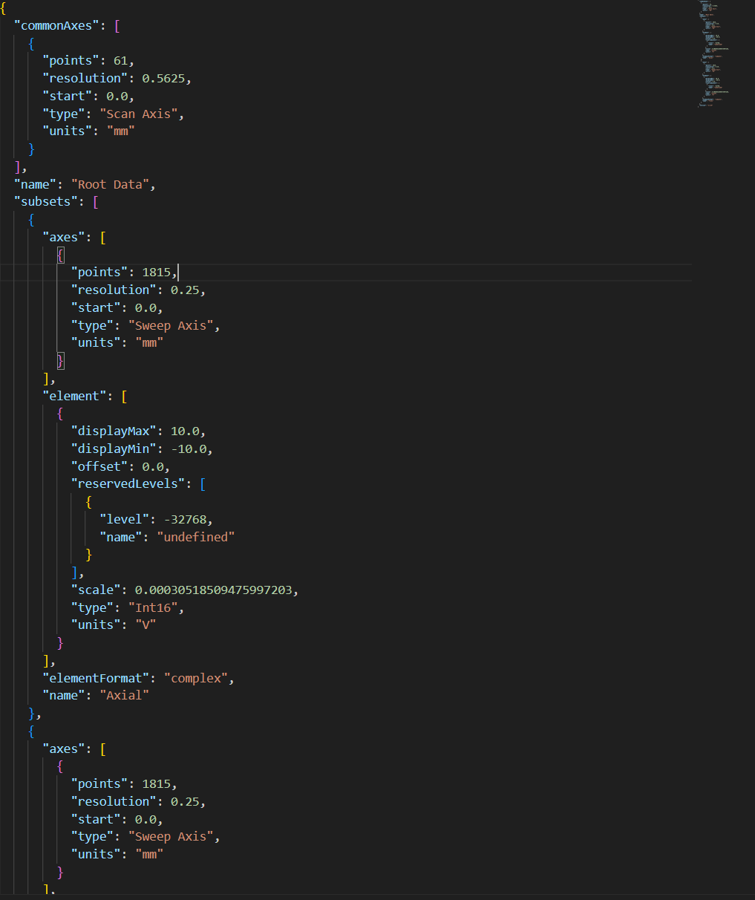 {
  "commonAxes": [
    {
      "points": 61,
      "resolution": 0.5625,
      "start": 0.0,
      "type": "Scan Axis",
      "units": "mm"
    }
  ],
  "name": "Root Data",
  "subsets": [
    {
      "axes": [
        {
          "points": 1815,
          "resolution": 0.25,
          "start": 0.0,
          "type": "Sweep Axis",
          "units": "mm"
        }
      ],
      "element": [
        {
          "displayMax": 10.0,
          "displayMin": -10.0,
          "offset": 0.0,
          "reservedLevels": [
            {
              "level": -32768,
              "name": "undefined"
            }
          ],
          "scale": 0.00030518509475997203,
          "type": "Int16",
          "units": "V"
        }
      ],
      "elementFormat": "complex",
      "name": "Axial"
    },
    {
      "axes": [
        {
          "points": 1815,
          "resolution": 0.25,
          "start": 0.0,
          "type": "Sweep Axis",
          "units": "mm"
        }
      ],